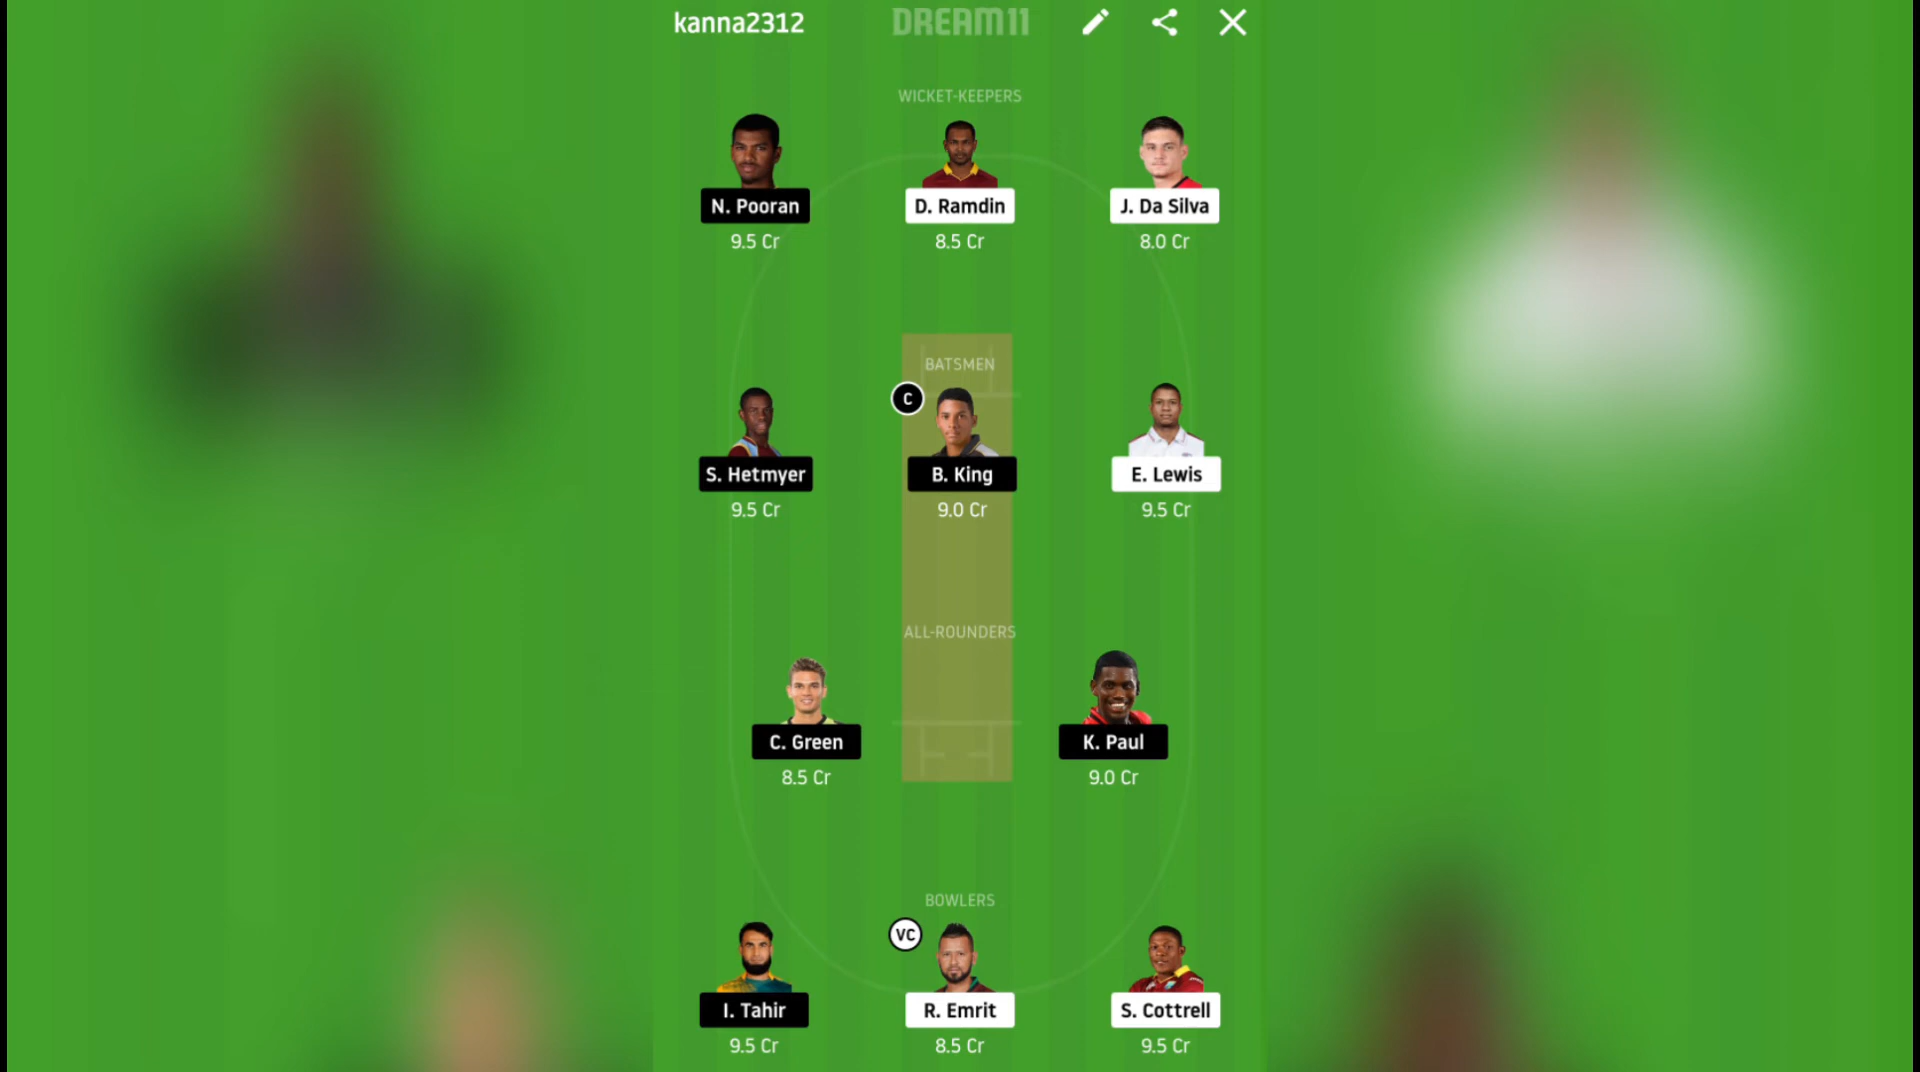 kanna2312 DREAM11
WICKET-KEEPERS
N. Pooran D. Ramdin J. Da Silva
9.5 Cr 8.5 Cr 8.0 Cr
BATSMEN
C
S. Hetmyer B. King E. Lewis
9.5 Cr 9.0 Cr 9.5 Cr
ALL-ROUNDERS
C. Green K. Paul
8.5 Cr 9.0 Cr
BOWLERS
VC
I. Tahir R. Emrit S. Cottrell
9.5 Cr 8.5 Cr 9.5 Cr